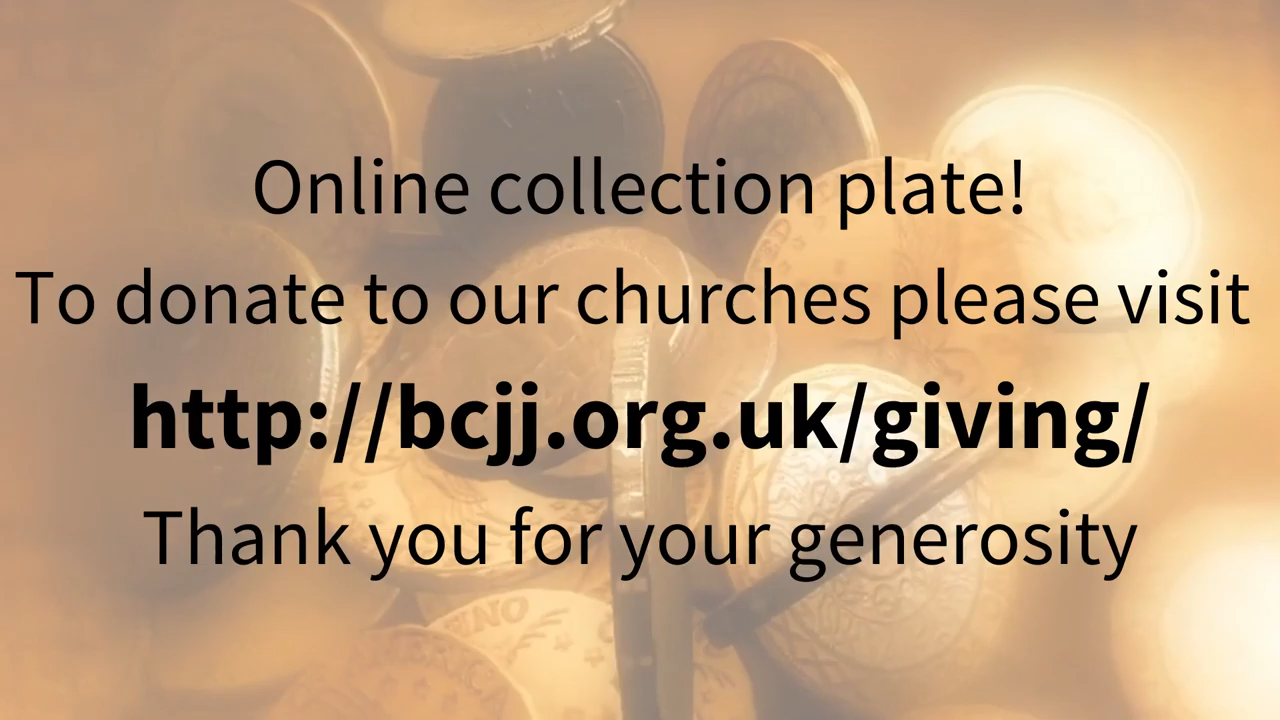 Online collection plate!
To donate to our churches please visit
http://bcjj.org.uk/giving/
Thank you for your generosity
ONE